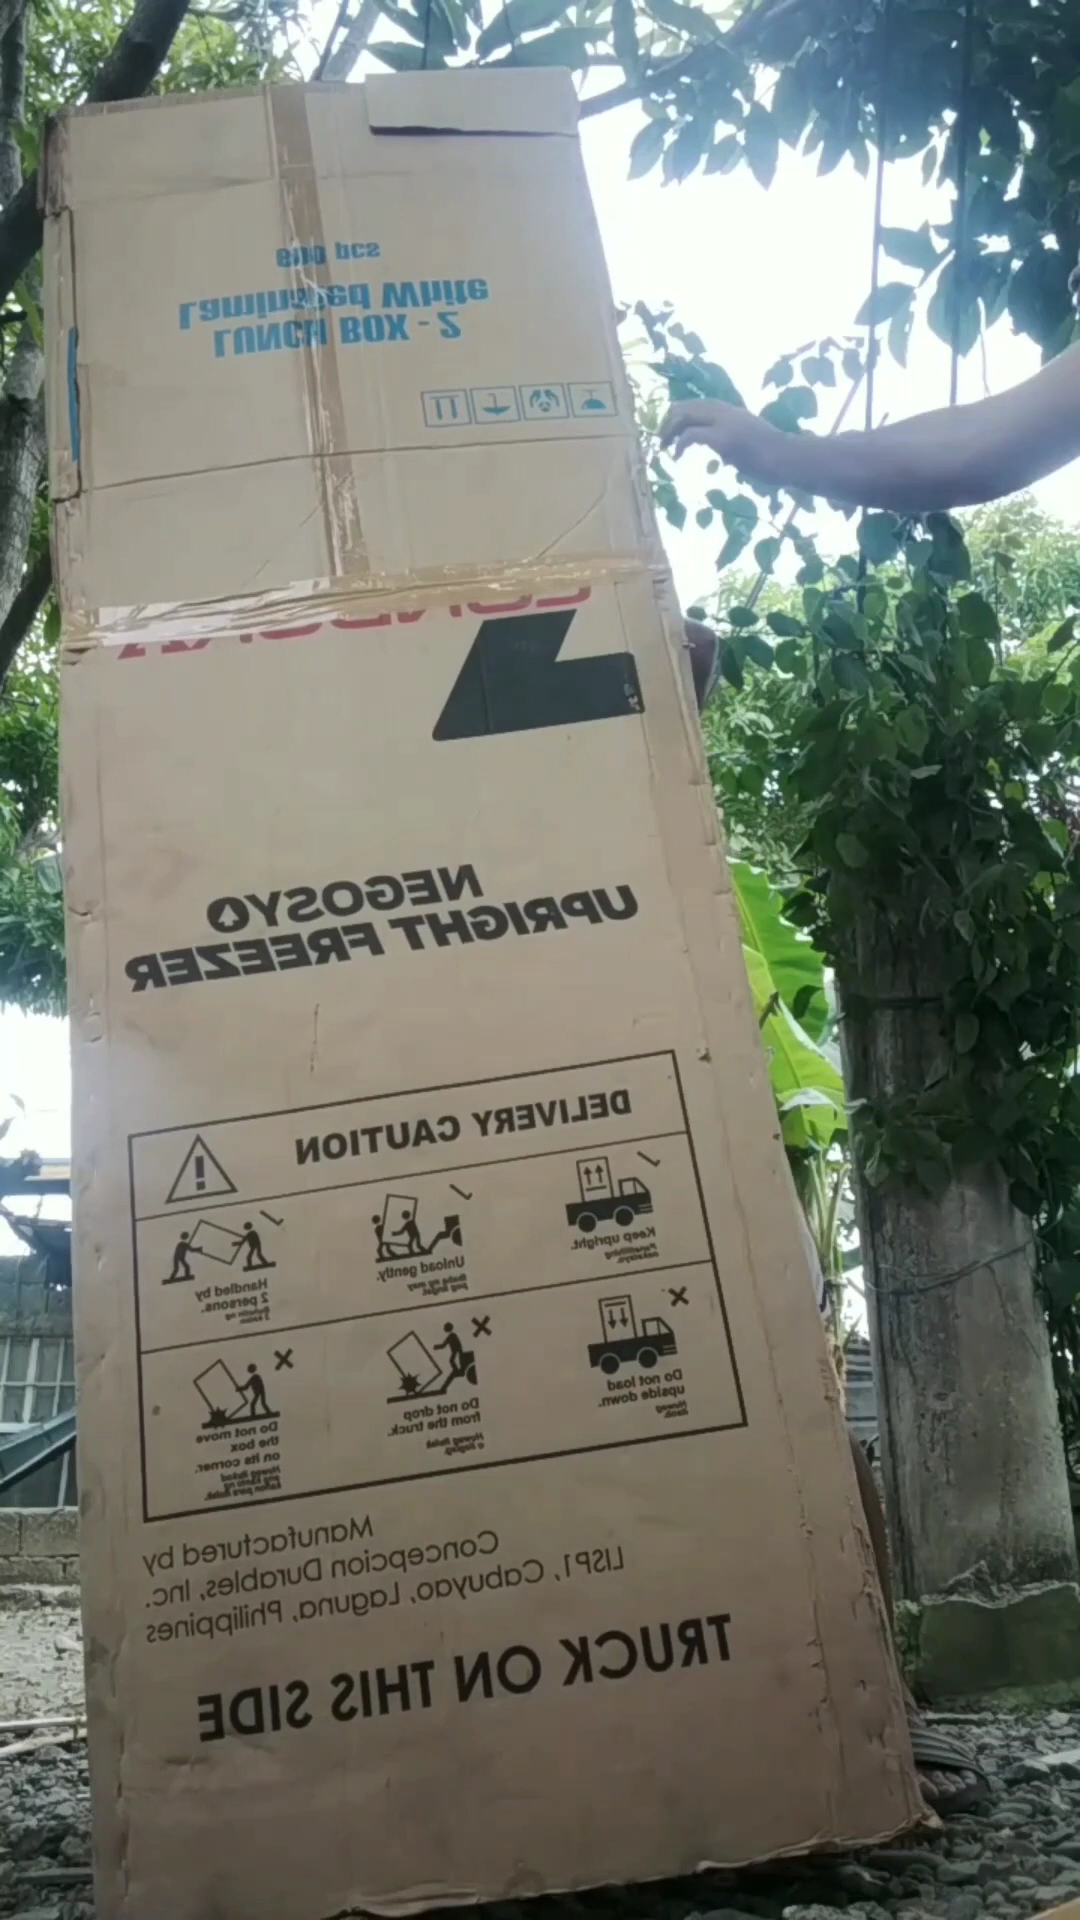 600 pcs
Laminated White
LUNCH BOX - 2
NEGOSYO
UPRIGHT FREEZER
DELIVERY CAUTION
Keep upright.
Unload gently.
Handled by
2 persons.
Do not load
upside down.
Do not drop
from the truck.
Do not move
the box
on its corner.
Manufactured by
Concepcion Durables, Inc.
LISP1, Cabuyao, Laguna, Philippines
TRUCK ON THIS SIDE